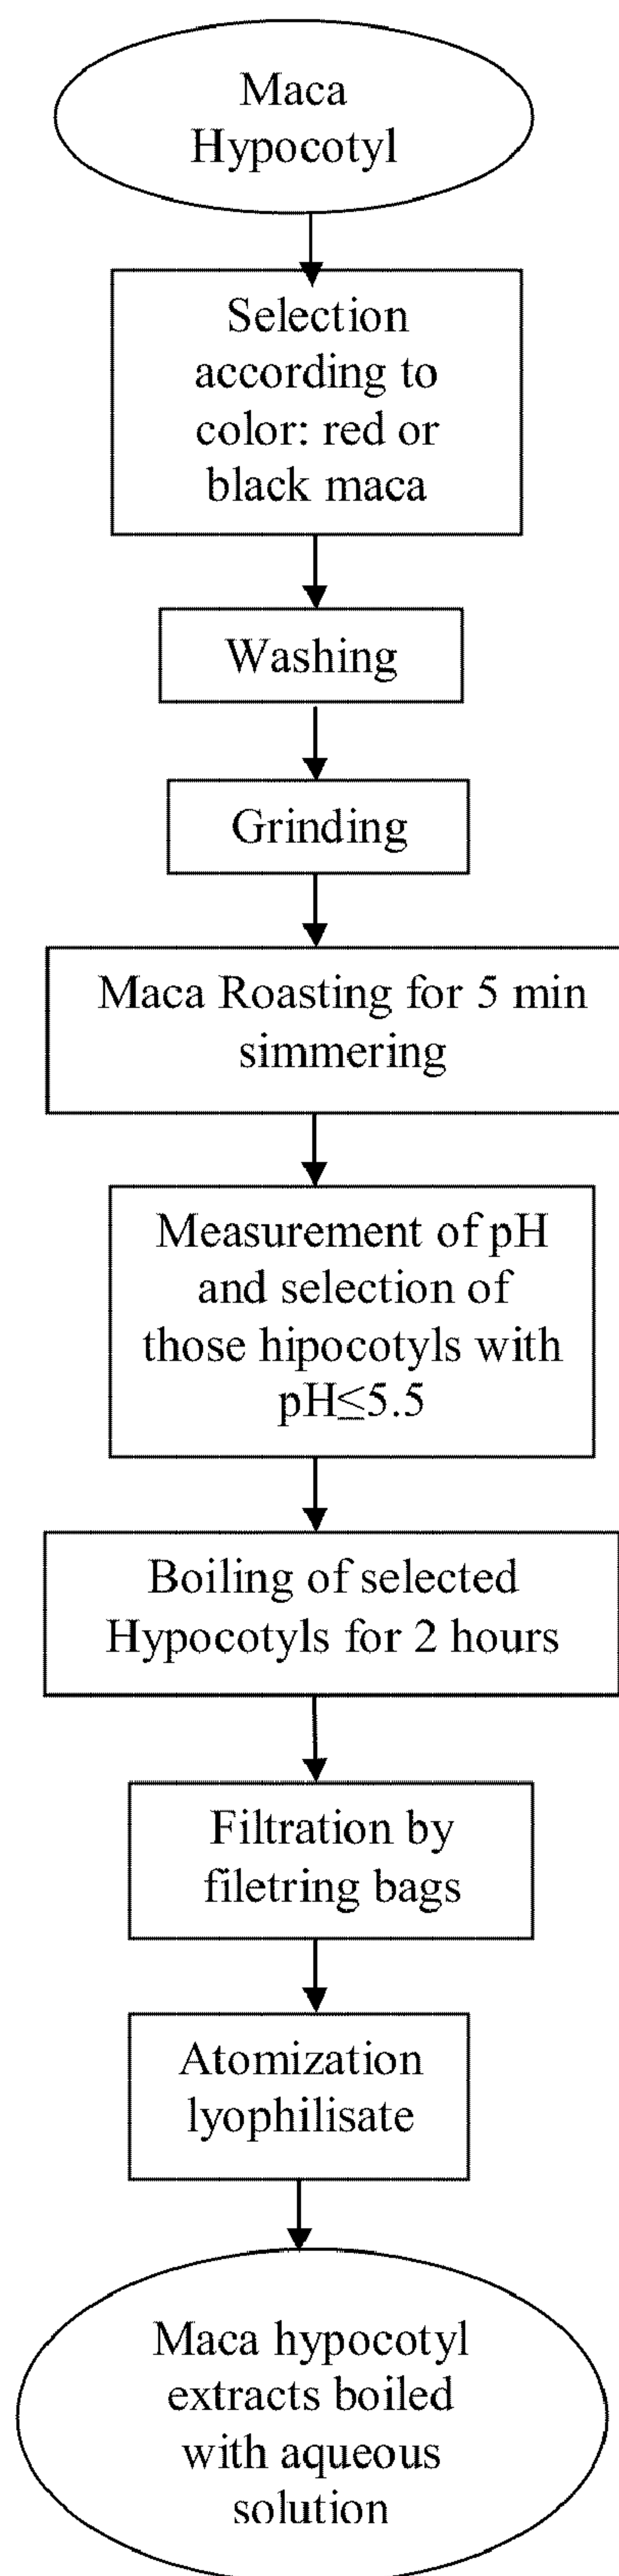 Maca
Hypocotyl
Selection
according to
color: red or
black maca
Washing
Grinding
Maca Roasting for 5 min
simmering
Measurement of pH
and selection of
those hipocotyls with
pH≤5.5
Boiling of selected
Hypocotyls for 2 hours
Filtration by
filetring bags
Atomization
lyophilisate
Maca hypocotyl
extracts boiled
with aqueous
solution